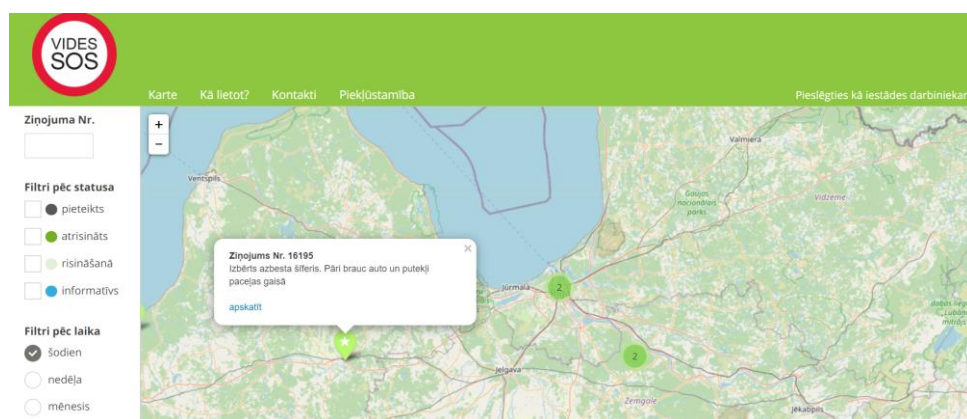 VIDES
SOS
Karte Kā lietot? Kontakti Piekļūstamība
Ziņojuma Nr.
Filtri pēc statusa
pieteikts
atrisināts
risināšanā
informatīvs
Filtri pēc laika
šodien
nedēļa
mēnesis
Pieslēgties kā iestādes
+
−
Ventspils
Valmiera
Gaujas
nacionālais
parks
Vidzeme
Ziņojums Nr. 16195
×
Izbērts azbesta šīferis. Pāri brauc auto un putekļi
paceļas gaisā
apskatīt
Jūrmala
2
Jelgava
2
Zemgale
Jēkabpils